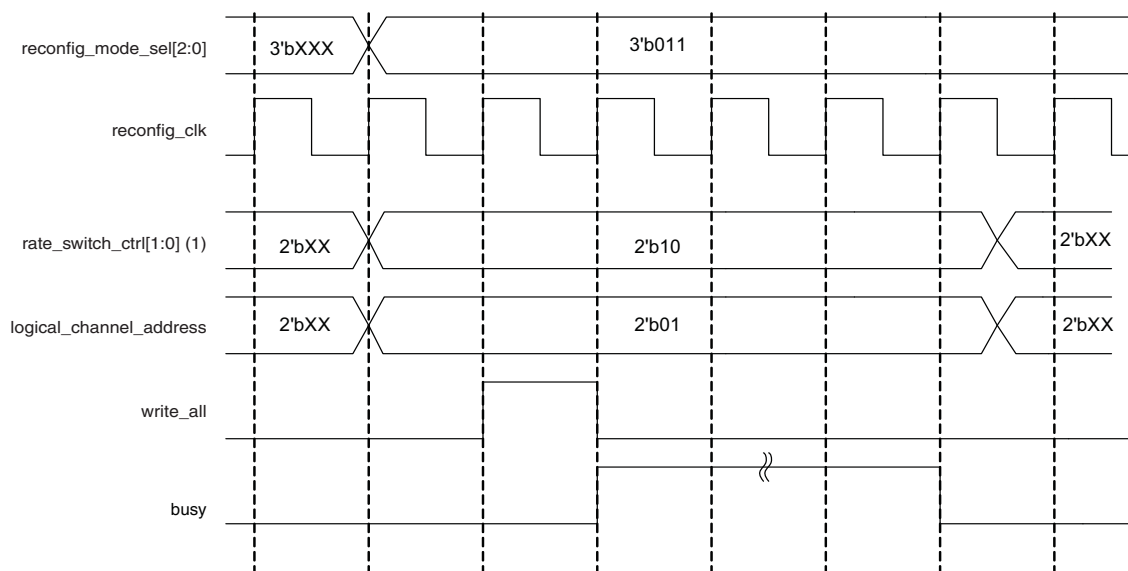 reconfig_mode_sel[2:0]
3'bXXX
3'b011
reconfig_clk
rate_switch_ctrl[1:0] (1)
2'bXX
2'b10
2'bXX
logical_channel_address
2'bXX
2'b01
2'bXX
write_all
busy